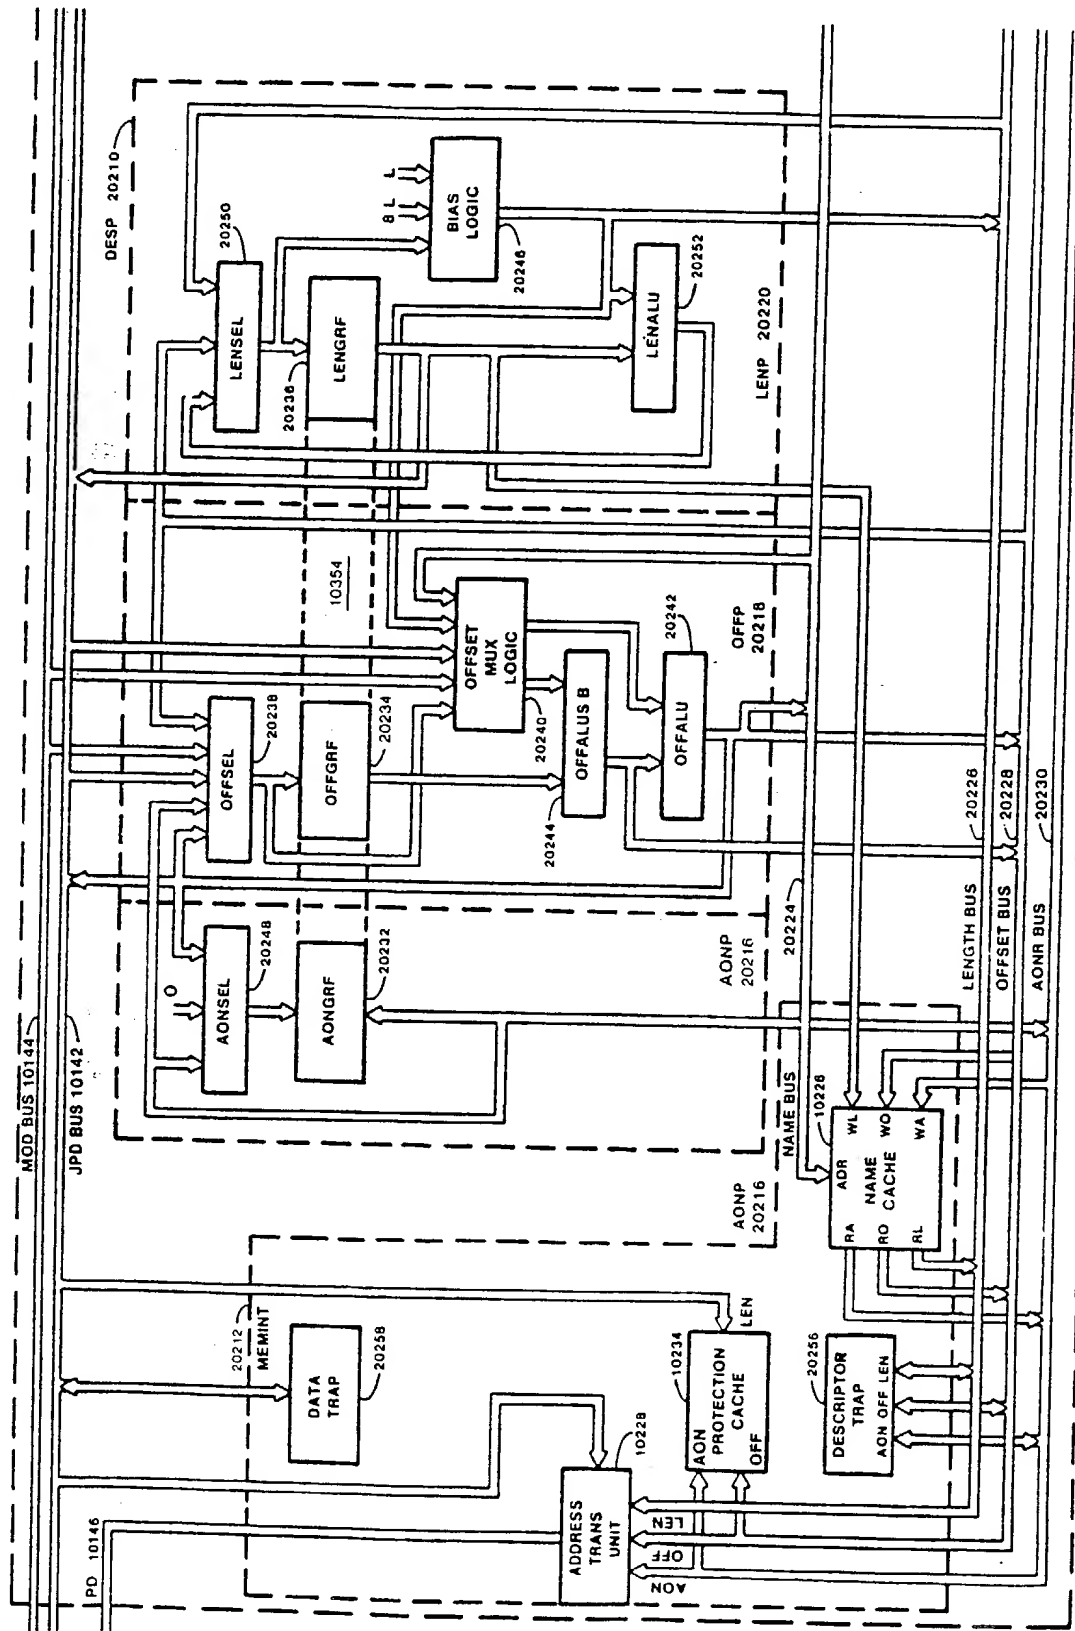 MOD BUS 10144
JPD BUS 10142
PD 10146
DESP 20210
20212
MEMINT
LENSEL
20250
LENGRF
20236
BIAS
LOGIC
20246
8 L
L
LENALU
20252
LENP 20220
10354
OFFSEL
20238
OFFGRF
20234
OFFSET
MUX
LOGIC
20240
OFFALUS B
20244
OFFALU
20242
OFFP
20218
AONSEL
20248
O
AONGRF
20232
AONP
20216
AONP
20216
NAME BUS
20224
LENGTH BUS
20226
OFFSET BUS
20228
AONR BUS
20230
NAME
CACHE
10226
ADR
WL
WO
WA
RA
RO
RL
DATA
TRAP
20258
PROTECTION
CACHE
10234
AON
OFF
LEN
DESCRIPTOR
TRAP
AON OFF LEN
20256
ADDRESS
TRANS
UNIT
10228
AON
OFF
LEN